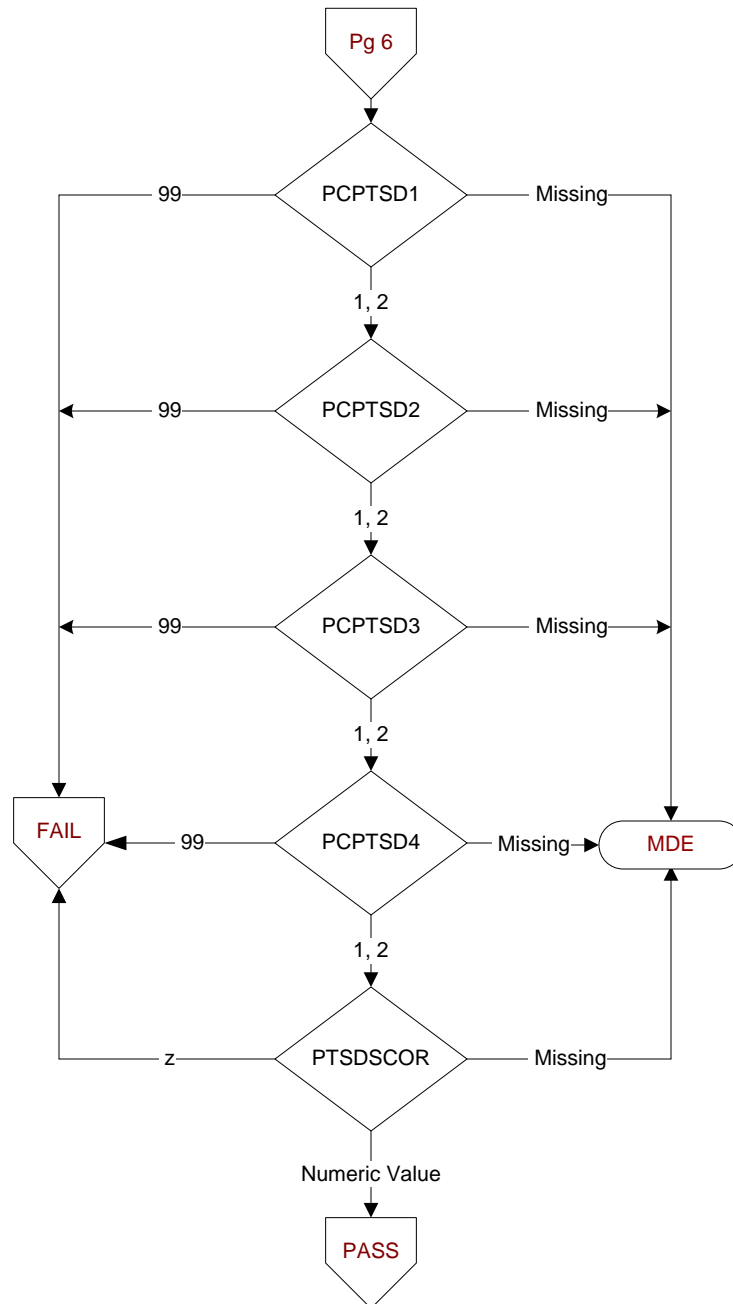 Pg 6
99 PCPTSD1 Missing
1, 2
99 PCPTSD2 Missing
1, 2
99 PCPTSD3 Missing
1, 2
FAIL 99 PCPTSD4 Missing MDE
1, 2
z PTSDSCOR Missing
Numeric Value
PASS